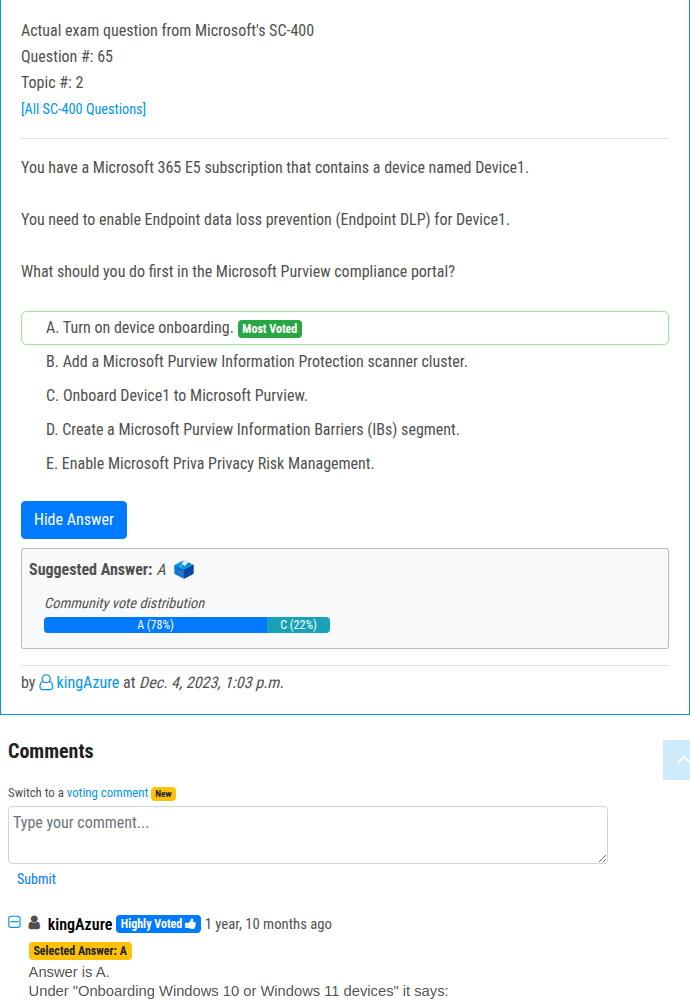 Actual exam question from Microsoft's SC-400
Question #: 65
Topic #: 2
[All SC-400 Questions]
You have a Microsoft 365 E5 subscription that contains a device named Device1.
You need to enable Endpoint data loss prevention (Endpoint DLP) for Device1.
What should you do first in the Microsoft Purview compliance portal?
A. Turn on device onboarding. Most Voted
B. Add a Microsoft Purview Information Protection scanner cluster.
C. Onboard Device1 to Microsoft Purview.
D. Create a Microsoft Purview Information Barriers (IBs) segment.
E. Enable Microsoft Priva Privacy Risk Management.
Hide Answer
Suggested Answer: A
Community vote distribution
A (78%) C (22%)
by kingAzure at Dec. 4, 2023, 1:03 p.m.
Comments
Switch to a voting comment New
Type your comment...
Submit
kingAzure Highly Voted 1 year, 10 months ago
Selected Answer: A
Answer is A.
Under "Onboarding Windows 10 or Windows 11 devices" it says: